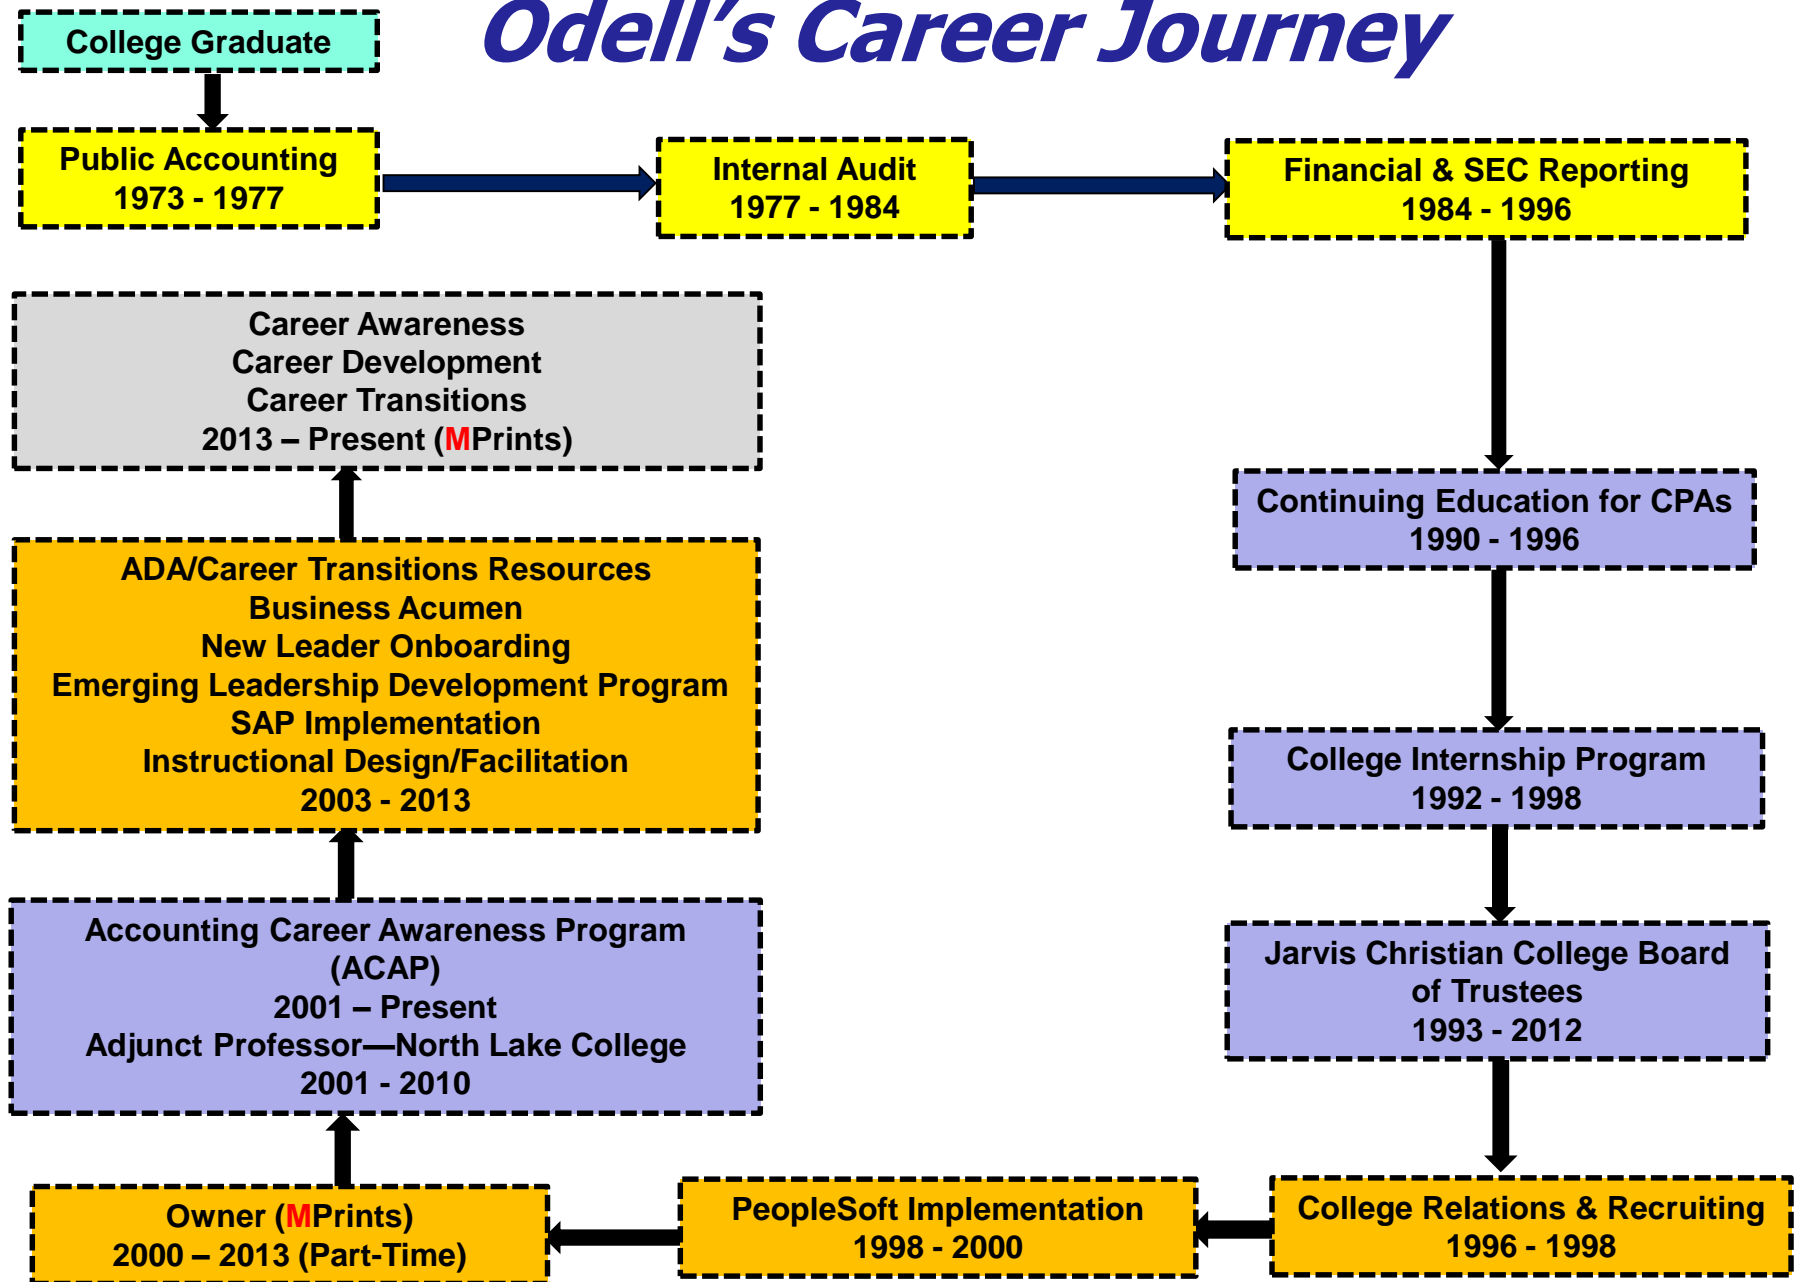 Odell's Career Journey
College Graduate
Public Accounting
1973 - 1977
Internal Audit
1977 - 1984
Financial & SEC Reporting
1984 - 1996
Continuing Education for CPAs
1990 - 1996
College Internship Program
1992 - 1998
Jarvis Christian College Board
of Trustees
1993 - 2012
College Relations & Recruiting
1996 - 1998
PeopleSoft Implementation
1998 - 2000
Owner (MPrints)
2000 – 2013 (Part-Time)
Accounting Career Awareness Program
(ACAP)
2001 – Present
Adjunct Professor—North Lake College
2001 - 2010
ADA/Career Transitions Resources
Business Acumen
New Leader Onboarding
Emerging Leadership Development Program
SAP Implementation
Instructional Design/Facilitation
2003 - 2013
Career Awareness
Career Development
Career Transitions
2013 – Present (MPrints)